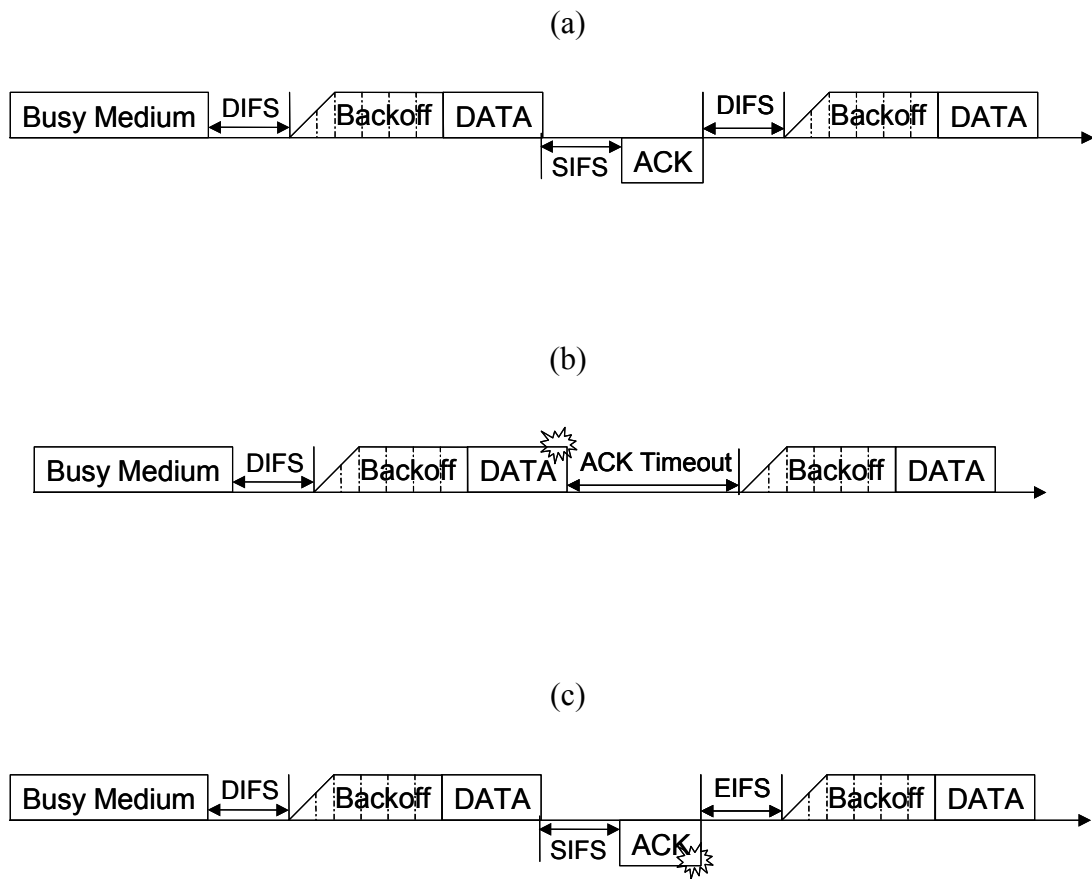 (a)
Busy Medium DIFS Backoff DATA SIFS ACK DIFS Backoff DATA
(b)
Busy Medium DIFS Backoff DATA ACK Timeout Backoff DATA
(c)
Busy Medium DIFS Backoff DATA SIFS ACK EIFS Backoff DATA